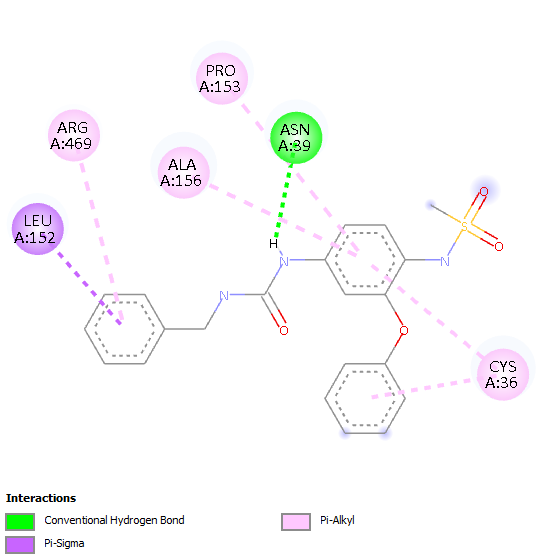 PRO
A:153
ARG
A:469
ASN
A:39
ALA
A:156
LEU
A:152
O
S
O
H
N
N
N
O
O
CYS
A:36
Interactions
Conventional Hydrogen Bond
Pi-Sigma
Pi-Alkyl